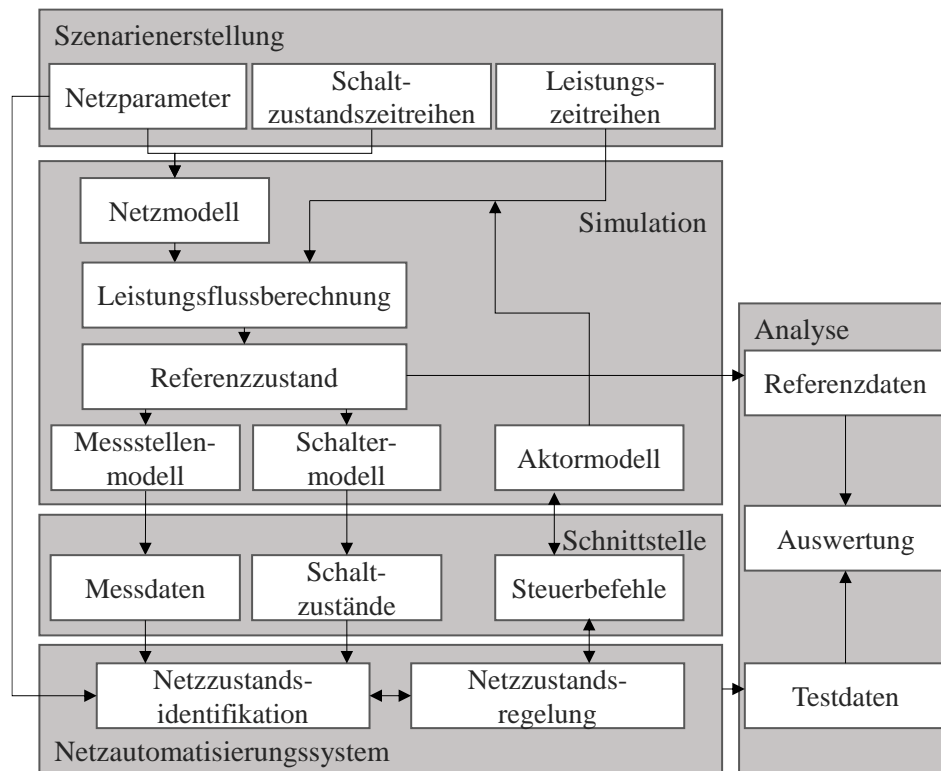 Szenarienerstellung
Netzparameter
Schalt-
zustandszeitreihen
Leistungs-
zeitreihen
Netzmodell
Simulation
Leistungsflussberechnung
Referenzzustand
Messstellen-
modell
Schalter-
modell
Aktormodell
Schnittstelle
Messdaten
Schalt-
zustände
Steuerbefehle
Netzzustands-
identifikation
Netzzustands-
regelung
Netzautomatisierungssystem
Analyse
Referenzdaten
Auswertung
Testdaten